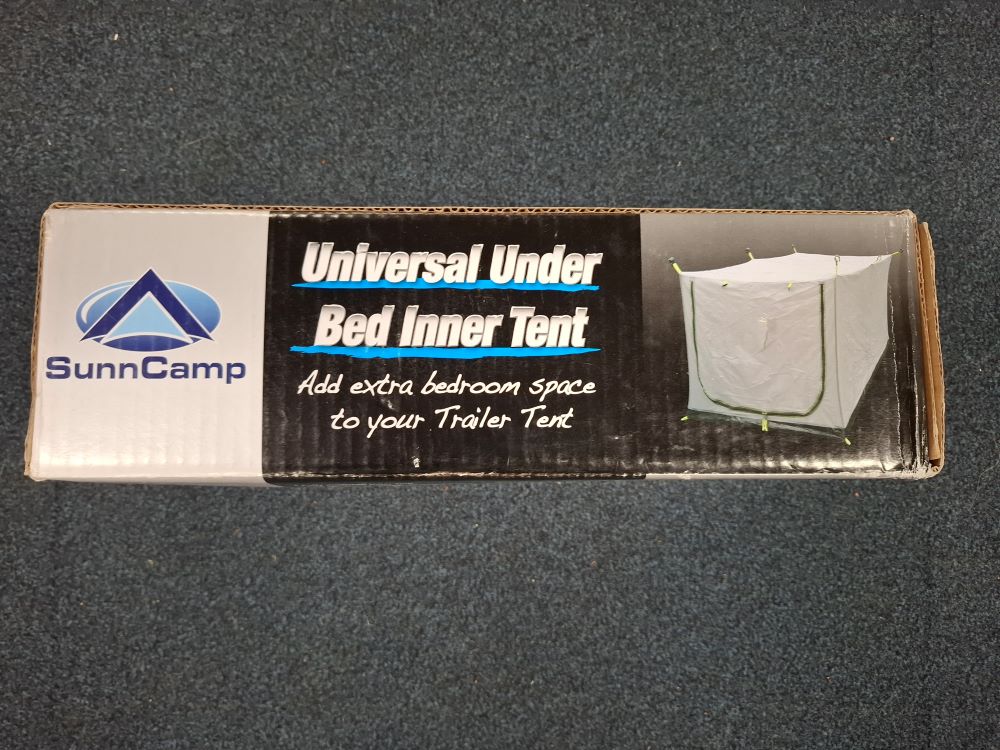 SunnCamp
Universal Under
Bed Inner Tent
Add extra bedroom space
to your Trailer Tent